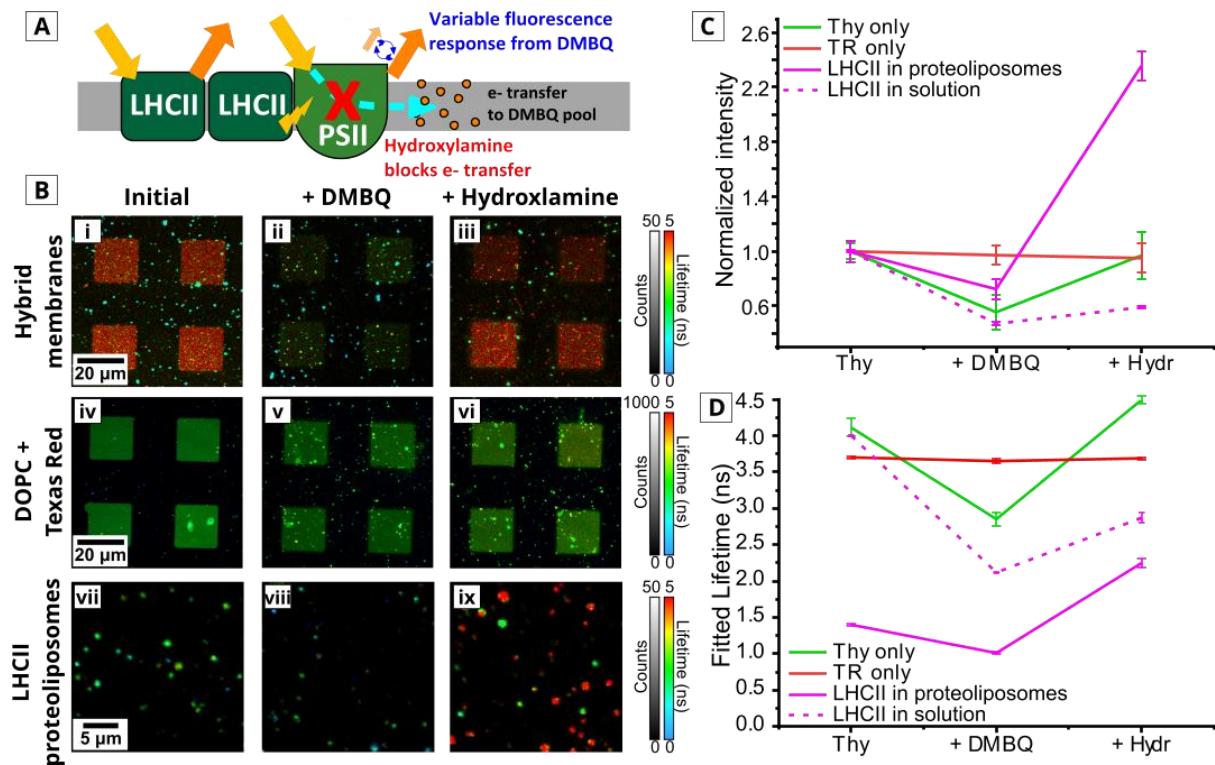 A
Variable fluorescence
response from DMBQ
LHCII
LHCII
X
PSII
e- transfer
to DMBQ pool
Hydroxylamine
blocks e- transfer
B
Initial
+ DMBQ
+ Hydroxlamine
Hybrid
membranes
i
ii
iii
20 µm
50 5
Counts
Lifetime (ns)
0 0
DOPC +
Texas Red
iv
v
vi
20 µm
1000 5
Counts
Lifetime (ns)
0 0
LHCII
proteoliposomes
vii
viii
ix
5 µm
50 5
Counts
Lifetime (ns)
0 0
C
Thy only
TR only
LHCII in proteoliposomes
LHCII in solution
Normalized intensity
2.6
2.2
1.8
1.4
1.0
0.6
Thy
+ DMBQ
+ Hydr
D
Fitted Lifetime (ns)
4.5
4.0
3.5
3.0
2.5
2.0
1.5
1.0
0.5
0.0
Thy only
TR only
LHCII in proteoliposomes
LHCII in solution
Thy
+ DMBQ
+ Hydr